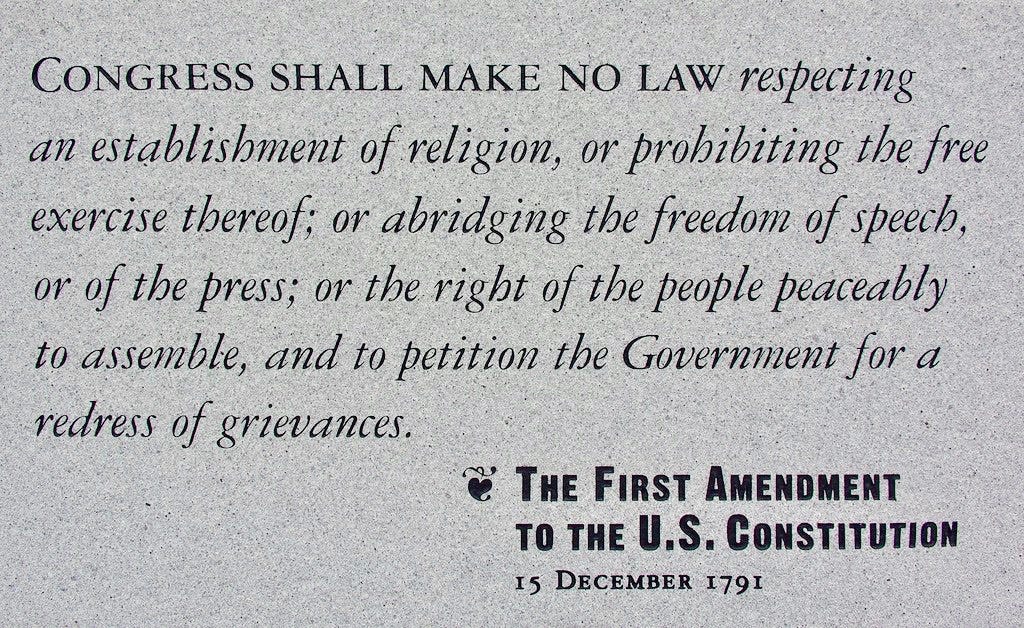 CONGRESS SHALL MAKE NO LAW respecting
an establishment of religion, or prohibiting the free
exercise thereof; or abridging the freedom of speech,
or of the press; or the right of the people peaceably
to assemble, and to petition the Government for a
redress of grievances.
❦ THE FIRST AMENDMENT
TO THE U.S. CONSTITUTION
15 DECEMBER 1791